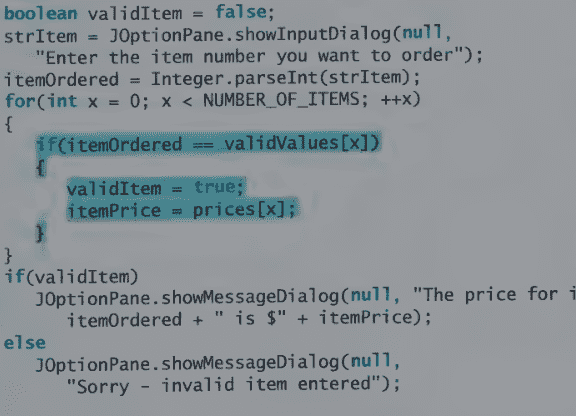 boolean validItem = false;
strItem = JOptionPane.showInputDialog(null,
"Enter the item number you want to order");
itemOrdered = Integer.parseInt(strItem);
for(int x = 0; x < NUMBER_OF_ITEMS; ++x)
{
if(itemOrdered == validValues[x])
{
validItem = true;
itemPrice = prices[x];
}
}
if(validItem)
JOptionPane.showMessageDialog(null, "The price for i
itemOrdered + " is $" + itemPrice);
else
JOptionPane.showMessageDialog(null,
"Sorry – invalid item entered");